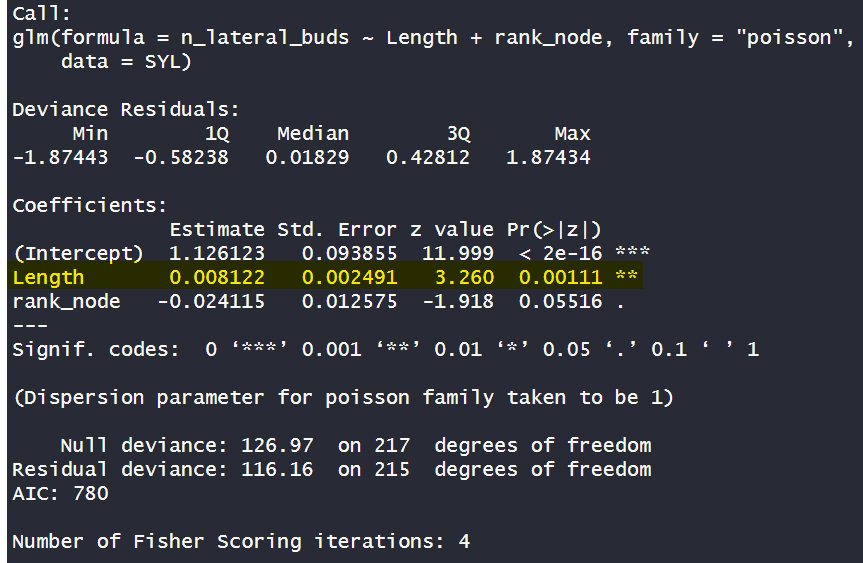 Call:
glm(formula = n_lateral_buds ~ Length + rank_node, family = "poisson",
    data = SYL)

Deviance Residuals:
     Min        1Q    Median        3Q       Max
-1.87443  -0.58238   0.01829   0.42812   1.87434

Coefficients:
             Estimate Std. Error z value Pr(>|z|)
(Intercept)  1.126123   0.093855  11.999  < 2e-16 ***
Length       0.008122   0.002491   3.260  0.00111 **
rank_node   -0.024115   0.012575  -1.918  0.05516 .
---
Signif. codes:  0 ‘***’ 0.001 ‘**’ 0.01 ‘*’ 0.05 ‘.’ 0.1 ‘ ’ 1

(Dispersion parameter for poisson family taken to be 1)

    Null deviance: 126.97  on 217  degrees of freedom
Residual deviance: 116.16  on 215  degrees of freedom
AIC: 780

Number of Fisher Scoring iterations: 4